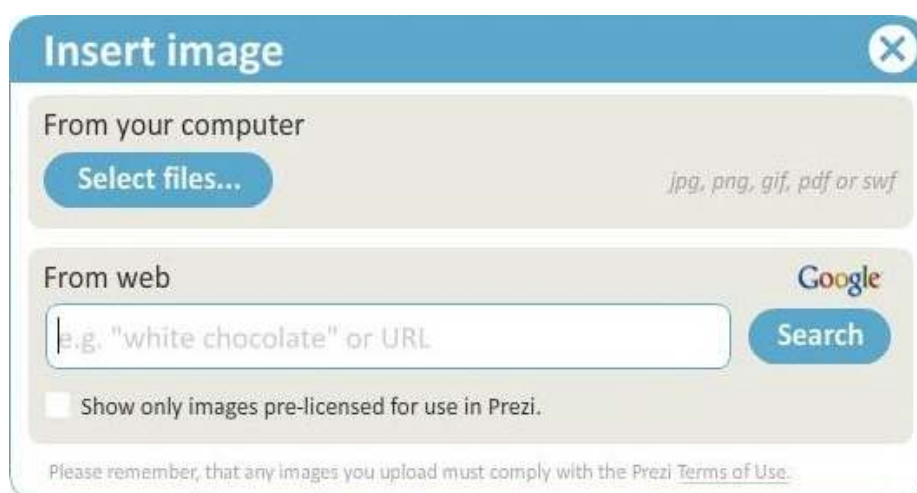 Insert image
From your computer
Select files...
jpg, png, gif, pdf or swf
From web
Google
e.g. "white chocolate" or URL
Search
Show only images pre-licensed for use in Prezi.
Please remember, that any images you upload must comply with the Prezi Terms of Use.